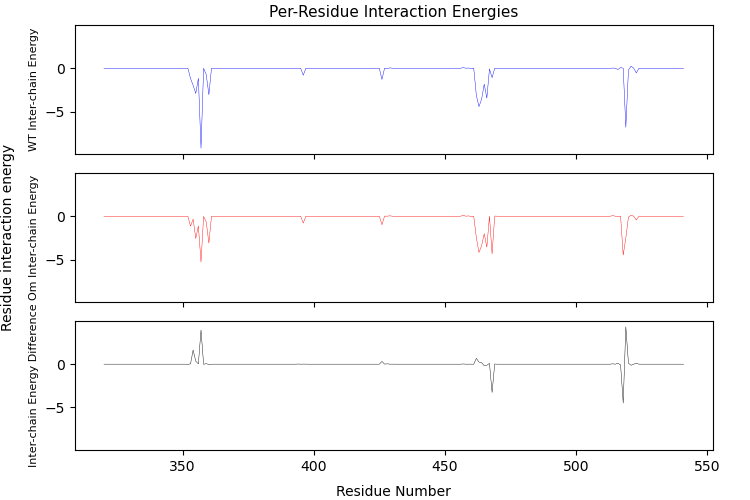 Per-Residue Interaction Energies
Residue interaction energy
WT Inter-chain Energy
0
−5
Om Inter-chain Energy
0
−5
Inter-chain Energy Difference
0
−5
350
400
450
500
550
Residue Number